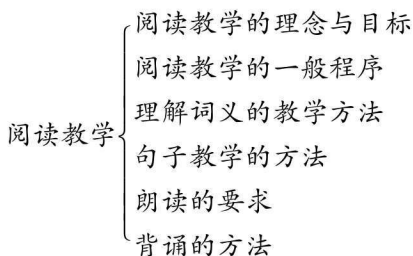 阅读教学的理念与目标
阅读教学的一般程序
理解词义的教学方法
阅读教学
句子教学的方法
朗读的要求
背诵的方法